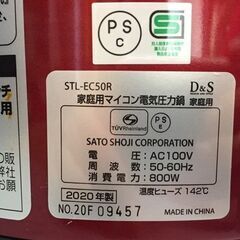 PS
C
STL-EC50R
家庭用マイコン電気圧力鍋
D&S
家庭用
TÜVRheinland
PS
E
SATO SHOJI CORPORATION
電圧:AC100V
周波数:50-60Hz
消費電力:800W
2020年製
温度ヒューズ 142℃
NO.20F 09457
MADE IN CHINA